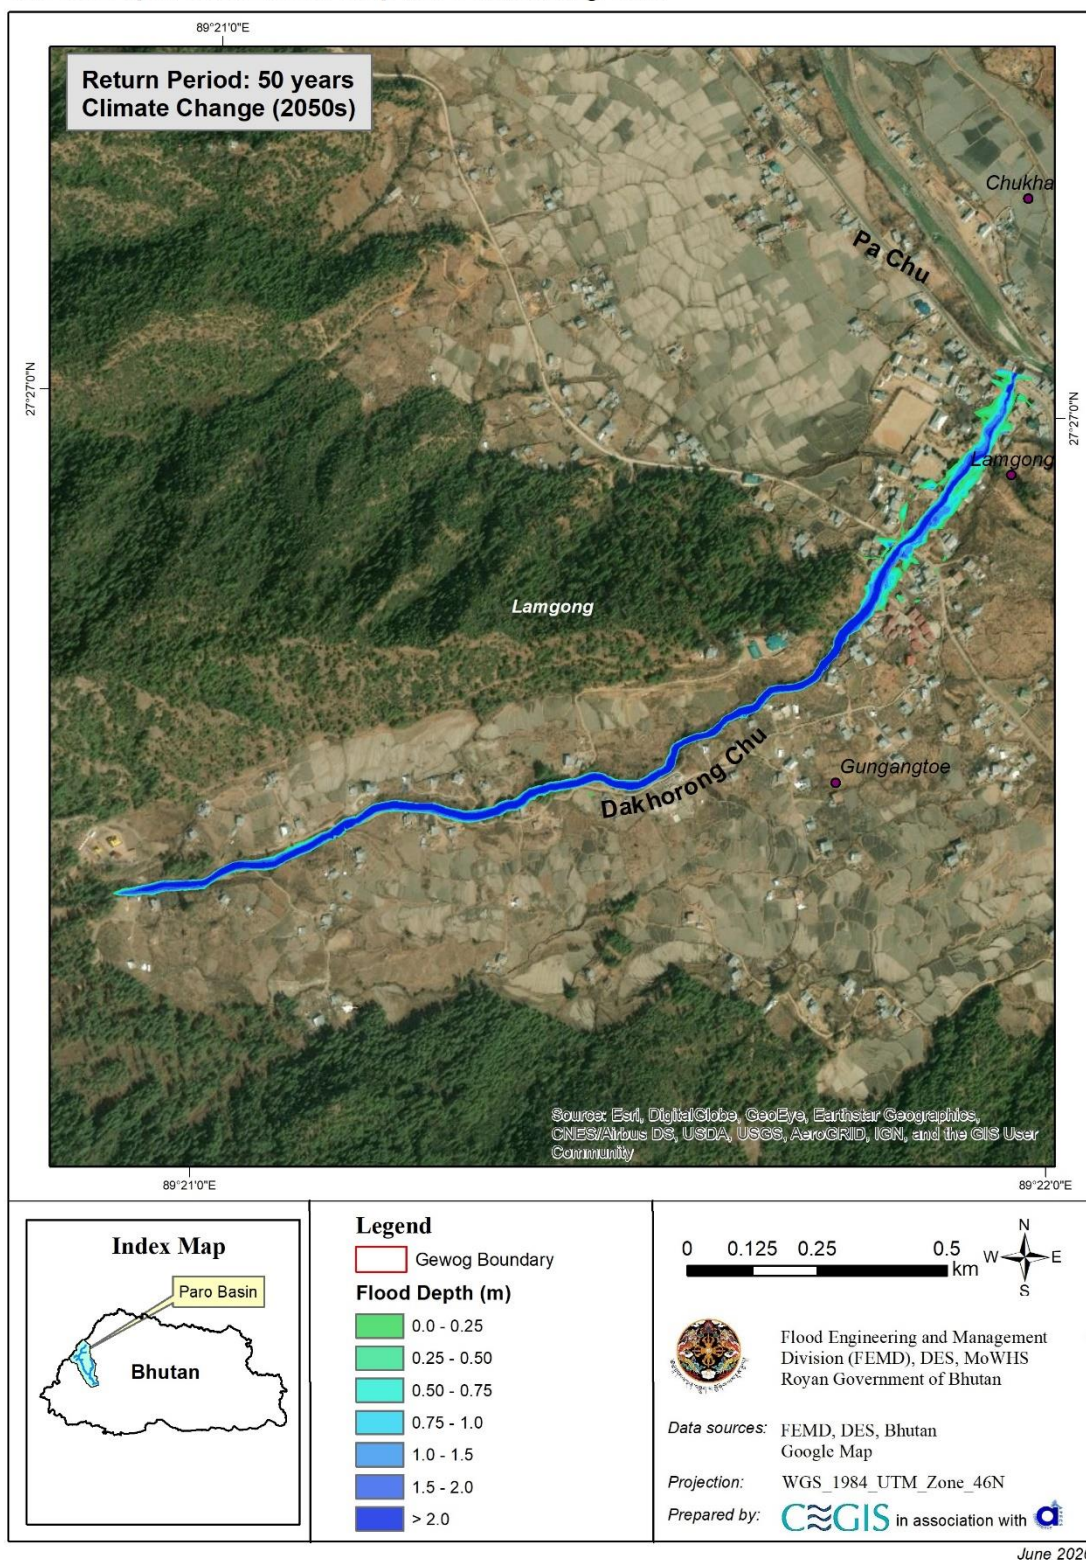 89°21'0"E
Return Period: 50 years
Climate Change (2050s)
Chukha
Pa Chu
27°27'0"N
27°27'0"N
Lamgong
Lamgong
Gungangtoe
Dakhorong Chu
Source: Esri, DigitalGlobe, GeoEye, Earthstar Geographics,
CNES/Airbus DS, USDA, USGS, AeroGRID, IGN, and the GIS User
Community
89°21'0"E
89°22'0"E
Index Map
Paro Basin
Bhutan
Legend
Gewog Boundary
Flood Depth (m)
0.0 - 0.25
0.25 - 0.50
0.50 - 0.75
0.75 - 1.0
1.0 - 1.5
1.5 - 2.0
> 2.0
0 0.125 0.25 0.5
km
N
W E
S
Flood Engineering and Management
Division (FEMD), DES, MoWHS
Royan Government of Bhutan
Data sources: FEMD, DES, Bhutan
Google Map
Projection: WGS_1984_UTM_Zone_46N
Prepared by: CEGIS in association with
June 2020